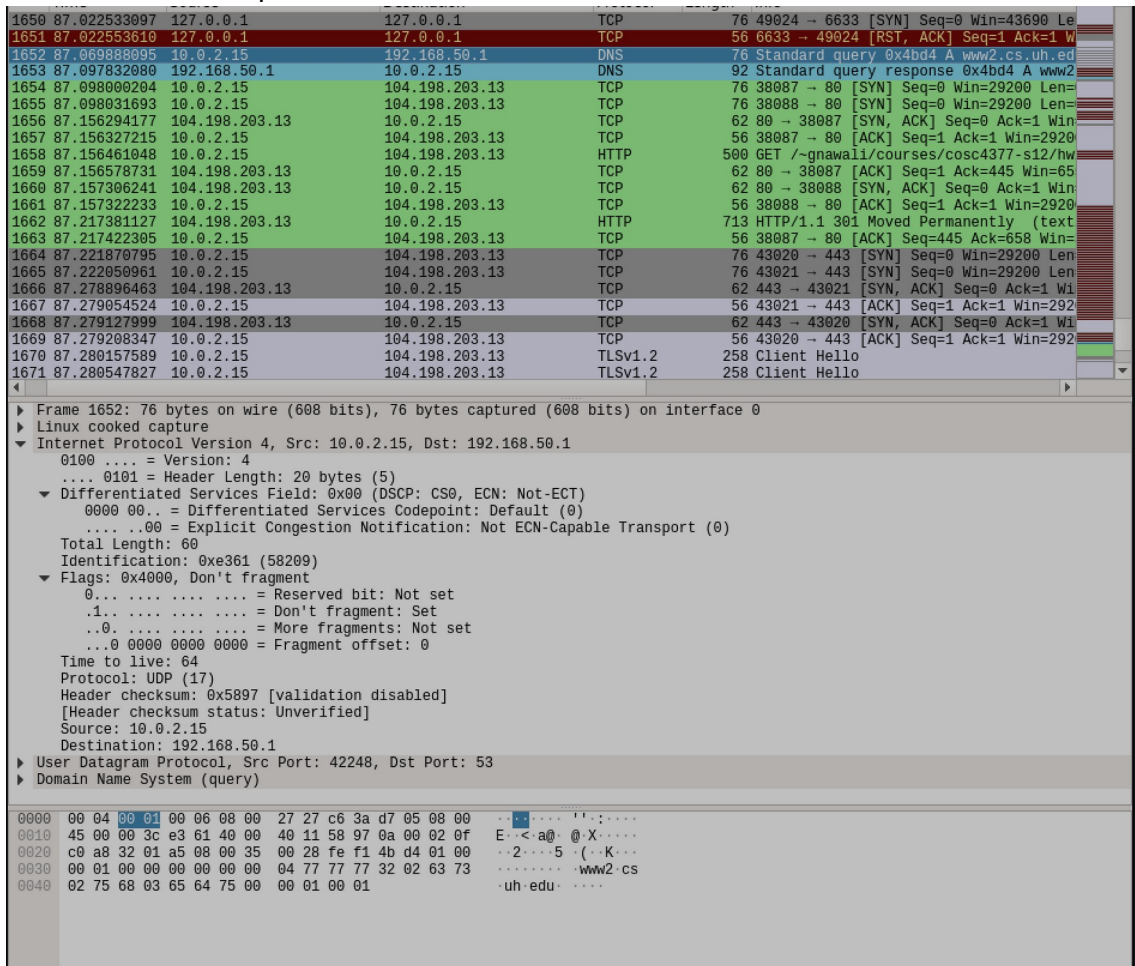 1650 87.022533097 127.0.0.1 127.0.0.1 TCP 76 49024 → 6633 [SYN] Seq=0 Win=43690 Le
1651 87.022553610 127.0.0.1 127.0.0.1 TCP 56 6633 → 49024 [RST, ACK] Seq=1 Ack=1 W
1652 87.069888095 10.0.2.15 192.168.50.1 DNS 76 Standard query 0x4bd4 A www2.cs.uh.ed
1653 87.097832080 192.168.50.1 10.0.2.15 DNS 92 Standard query response 0x4bd4 A www2
1654 87.098000204 10.0.2.15 104.198.203.13 TCP 76 38087 → 80 [SYN] Seq=0 Win=29200 Len=
1655 87.098031693 10.0.2.15 104.198.203.13 TCP 76 38088 → 80 [SYN] Seq=0 Win=29200 Len=
1656 87.156294177 104.198.203.13 10.0.2.15 TCP 62 80 → 38087 [SYN, ACK] Seq=0 Ack=1 Win
1657 87.156327215 10.0.2.15 104.198.203.13 TCP 56 38087 → 80 [ACK] Seq=1 Ack=1 Win=2920
1658 87.156461048 10.0.2.15 104.198.203.13 HTTP 500 GET /~gnawali/courses/cosc4377-s12/hw
1659 87.156578731 104.198.203.13 10.0.2.15 TCP 62 80 → 38087 [ACK] Seq=1 Ack=445 Win=65
1660 87.157306241 104.198.203.13 10.0.2.15 TCP 62 80 → 38088 [SYN, ACK] Seq=0 Ack=1 Win
1661 87.157322233 10.0.2.15 104.198.203.13 TCP 56 38088 → 80 [ACK] Seq=1 Ack=1 Win=2920
1662 87.217381127 104.198.203.13 10.0.2.15 HTTP 713 HTTP/1.1 301 Moved Permanently (text
1663 87.217422305 10.0.2.15 104.198.203.13 TCP 56 38087 → 80 [ACK] Seq=445 Ack=658 Win=
1664 87.221870795 10.0.2.15 104.198.203.13 TCP 76 43020 → 443 [SYN] Seq=0 Win=29200 Len
1665 87.222050961 10.0.2.15 104.198.203.13 TCP 76 43021 → 443 [SYN] Seq=0 Win=29200 Len
1666 87.278896463 104.198.203.13 10.0.2.15 TCP 62 443 → 43021 [SYN, ACK] Seq=0 Ack=1 Wi
1667 87.279054524 10.0.2.15 104.198.203.13 TCP 56 43021 → 443 [ACK] Seq=1 Ack=1 Win=292
1668 87.279127999 104.198.203.13 10.0.2.15 TCP 62 443 → 43020 [SYN, ACK] Seq=0 Ack=1 Wi
1669 87.279208347 10.0.2.15 104.198.203.13 TCP 56 43020 → 443 [ACK] Seq=1 Ack=1 Win=292
1670 87.280157589 10.0.2.15 104.198.203.13 TLSv1.2 258 Client Hello
1671 87.280547827 10.0.2.15 104.198.203.13 TLSv1.2 258 Client Hello
Frame 1652: 76 bytes on wire (608 bits), 76 bytes captured (608 bits) on interface 0
Linux cooked capture
Internet Protocol Version 4, Src: 10.0.2.15, Dst: 192.168.50.1
0100 .... = Version: 4
.... 0101 = Header Length: 20 bytes (5)
Differentiated Services Field: 0x00 (DSCP: CS0, ECN: Not-ECT)
0000 00.. = Differentiated Services Codepoint: Default (0)
.... ..00 = Explicit Congestion Notification: Not ECN-Capable Transport (0)
Total Length: 60
Identification: 0xe361 (58209)
Flags: 0x4000, Don't fragment
0... .... .... .... = Reserved bit: Not set
.1.. .... .... .... = Don't fragment: Set
..0. .... .... .... = More fragments: Not set
...0 0000 0000 0000 = Fragment offset: 0
Time to live: 64
Protocol: UDP (17)
Header checksum: 0x5897 [validation disabled]
[Header checksum status: Unverified]
Source: 10.0.2.15
Destination: 192.168.50.1
User Datagram Protocol, Src Port: 42248, Dst Port: 53
Domain Name System (query)
0000 00 04 00 01 00 06 08 00 27 27 c6 3a d7 05 08 00 ········ ''·:····
0010 45 00 00 3c e3 61 40 00 40 11 58 97 0a 00 02 0f E··<·a@· @·X·····
0020 c0 a8 32 01 a5 08 00 35 00 28 fe f1 4b d4 01 00 ··2····5 ·(··K···
0030 00 01 00 00 00 00 00 00 04 77 77 77 32 02 63 73 ········ ·www2·cs
0040 02 75 68 03 65 64 75 00 00 01 00 01 ·uh·edu· ····